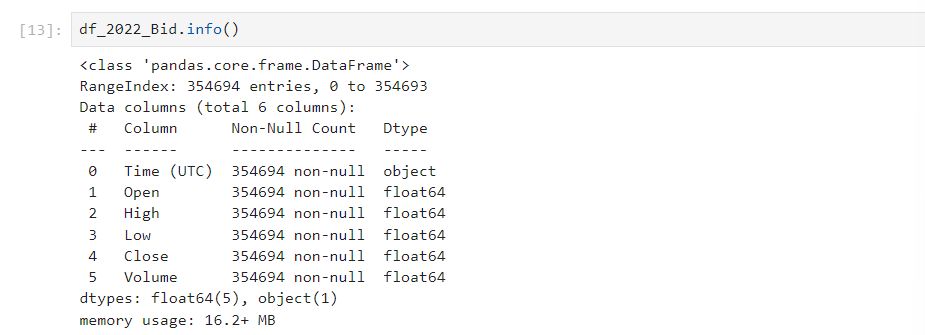 [13]: df_2022_Bid.info()
<class 'pandas.core.frame.DataFrame'>
RangeIndex: 354694 entries, 0 to 354693
Data columns (total 6 columns):
 #   Column      Non-Null Count   Dtype
---  ------      --------------   -----
 0   Time (UTC)  354694 non-null  object
 1   Open        354694 non-null  float64
 2   High        354694 non-null  float64
 3   Low         354694 non-null  float64
 4   Close       354694 non-null  float64
 5   Volume      354694 non-null  float64
dtypes: float64(5), object(1)
memory usage: 16.2+ MB